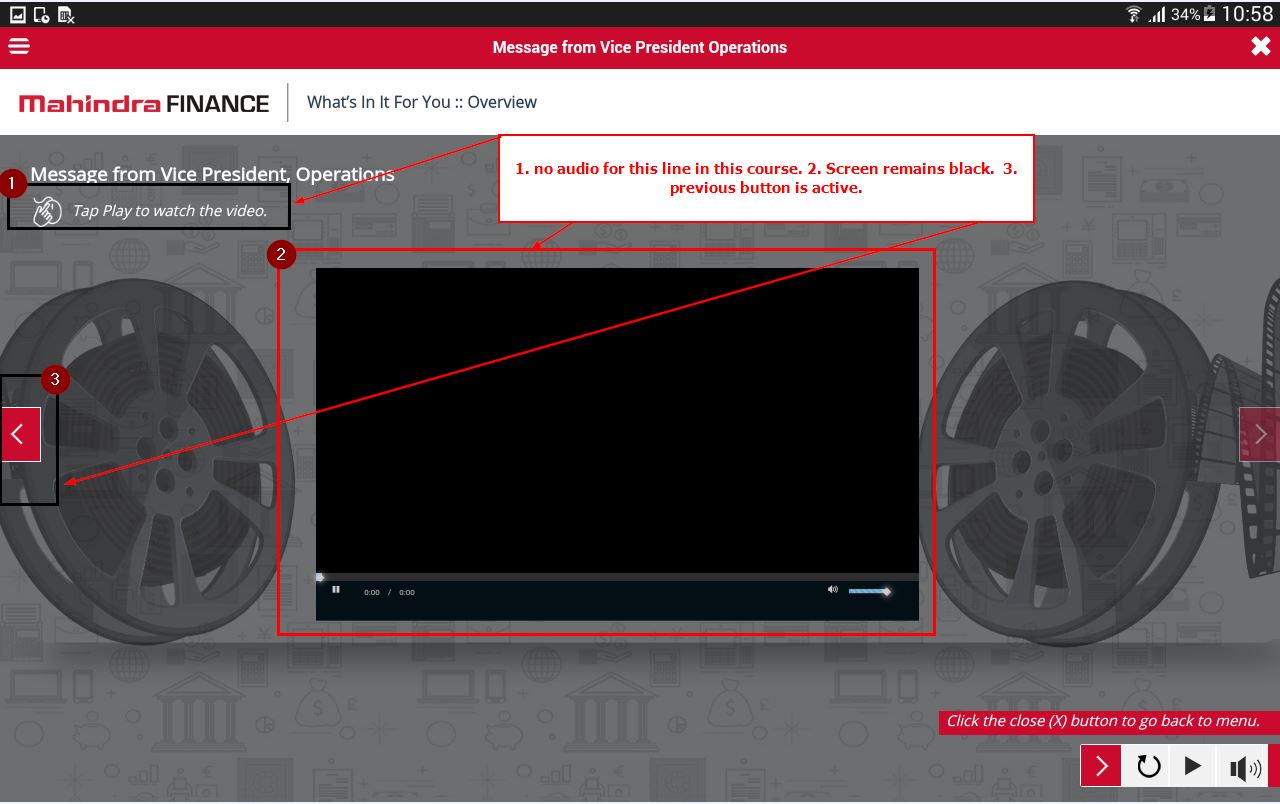 34% 10:58
Message from Vice President Operations
Mahindra FINANCE
What's In It For You :: Overview
1. no audio for this line in this course. 2. Screen remains black. 3.
previous button is active.
Message from Vice President, Operations
1
Tap Play to watch the video.
2
3
0:00 / 0:00
Click the close (X) button to go back to menu.